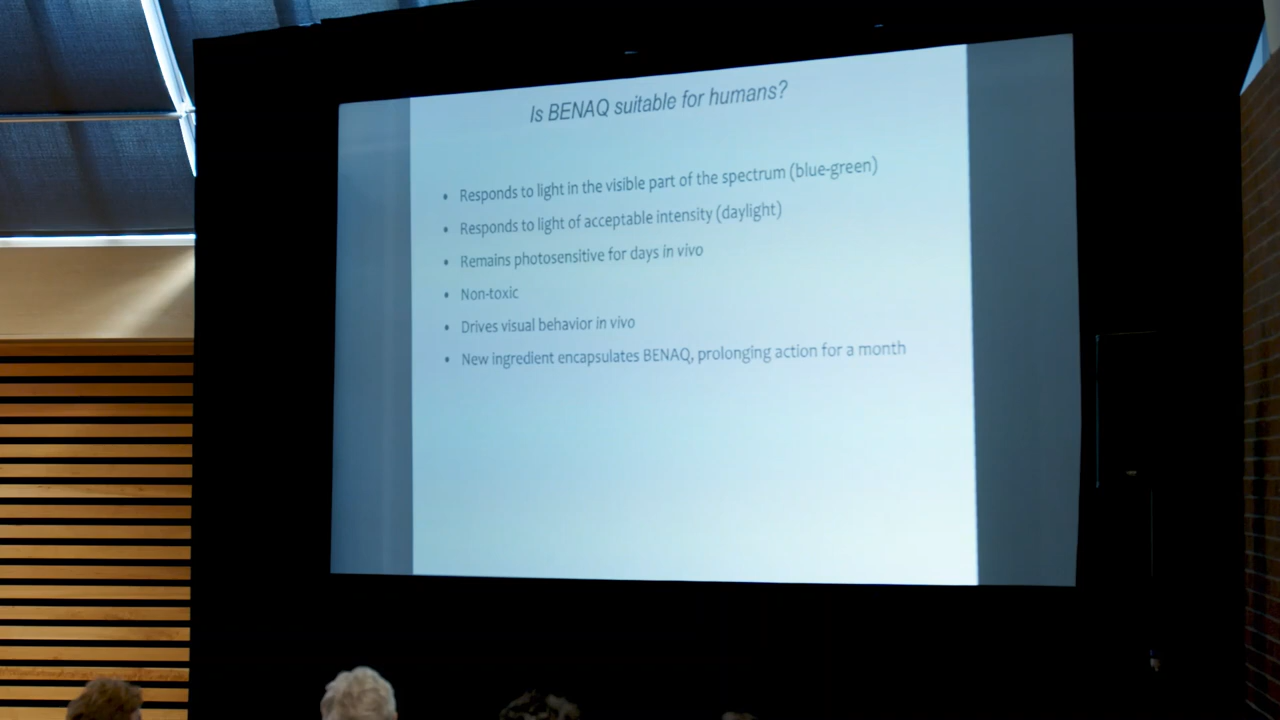 Is BENAQ suitable for humans?
• Responds to light in the visible part of the spectrum (blue-green)
• Responds to light of acceptable intensity (daylight)
• Remains photosensitive for days in vivo
• Non-toxic
• Drives visual behavior in vivo
• New ingredient encapsulates BENAQ, prolonging action for a month